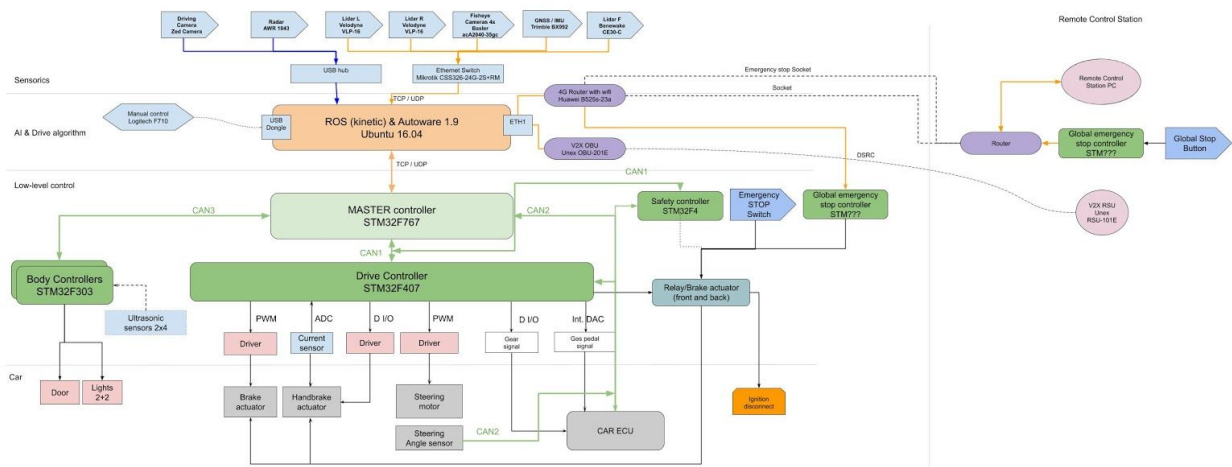 Driving
Camera
Zed Camera
Radar
AWR 1843
Lidar L
Velodyne
VLP-16
Lidar R
Velodyne
VLP-16
Fisheye
Cameras 4x
Basler
acA2040-35gc
GNSS / IMU
Trimble BX992
Lidar F
Benewake
CE30-C
Remote Control Station
USB hub
Ethernet Switch
Mikrotik CSS326-24G-2S+RM
Sensorics
TCP / UDP
Emergency stop Socket
Socket
Remote Control
Station PC
4G Router with wifi
Huawei B525s-23a
Manual control
Logitech F710
USB
Dongle
ROS (kinetic) & Autoware 1.9
Ubuntu 16.04
ETH1
AI & Drive algorithm
V2X OBU
Unex OBU-201E
DSRC
Router
Global emergency
stop controller
STM???
Global Stop
Button
TCP / UDP
Low-level control
CAN1
CAN3
MASTER controller
STM32F767
CAN2
Safety controller
STM32F4
Emergency
STOP
Switch
Global emergency
stop controller
STM???
V2X RSU
Unex
RSU-101E
CAN1
Body Controllers
STM32F303
Drive Controller
STM32F407
Relay/Brake actuator
(front and back)
Ultrasonic
sensors 2x4
PWM
ADC
D I/O
PWM
D I/O
Int. DAC
Driver
Current
sensor
Driver
Driver
Gear
signal
Gas pedal
signal
Car
Door
Lights
2+2
Brake
actuator
Handbrake
actuator
Steering
motor
Ignition
disconnect
Steering
Angle sensor
CAN2
CAR ECU